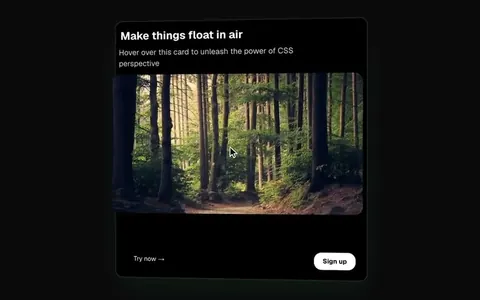 Make things float in air
Hover over this card to unleash the power of CSS
perspective
Try now →
Sign up